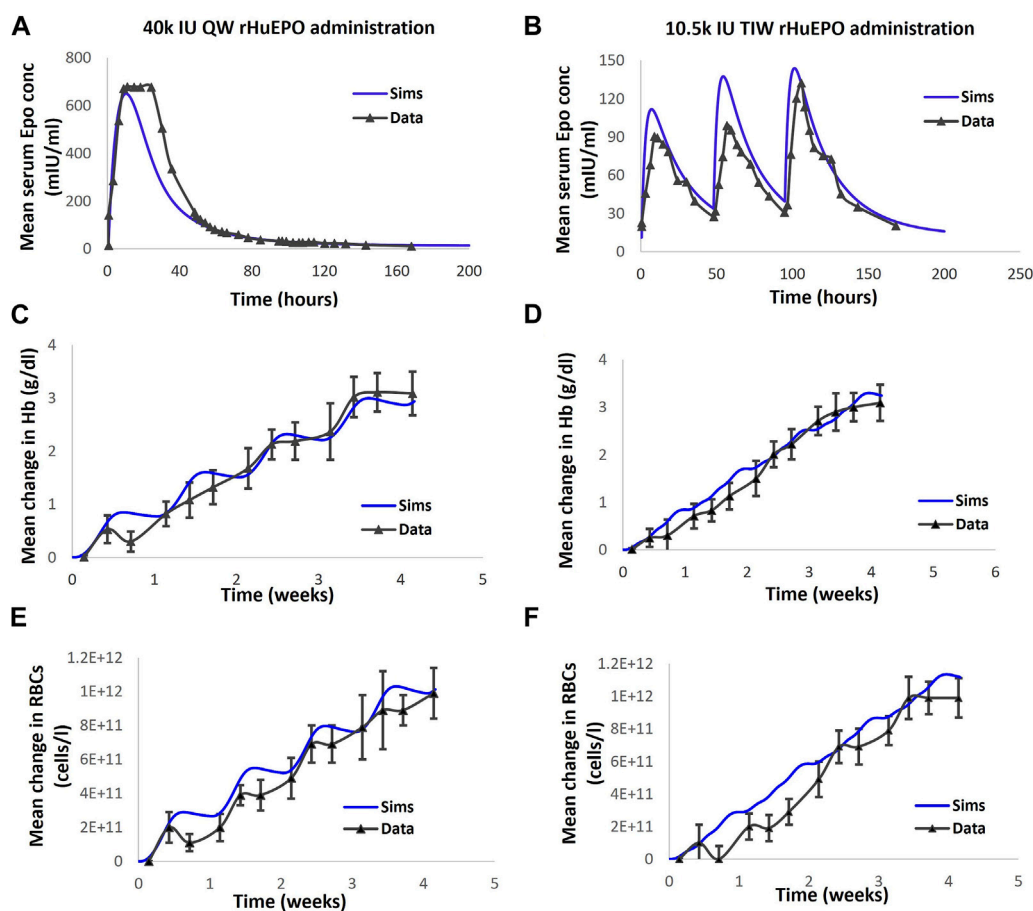 A
40k IU QW rHuEPO administration
Mean serum Epo conc
(mIU/ml)
800
600
400
200
0
Sims
Data
0 40 80 120 160 200
Time (hours)
B
10.5k IU TIW rHuEPO administration
Mean serum Epo conc
(mIU/ml)
150
120
90
60
30
0
Sims
Data
0 50 100 150 200 250
Time (hours)
C
Mean change in Hb (g/dl)
4
3
2
1
0
Sims
Data
0 1 2 3 4 5
Time (weeks)
D
Mean change in Hb (g/dl)
4
3
2
1
0
Sims
Data
0 1 2 3 4 5 6
Time (weeks)
E
Mean change in RBCs
(cells/l)
1.2E+12
1E+12
8E+11
6E+11
4E+11
2E+11
0
Sims
Data
0 1 2 3 4 5
Time (weeks)
F
Mean change in RBCs
(cells/l)
1.2E+12
1E+12
8E+11
6E+11
4E+11
2E+11
0
Sims
Data
0 1 2 3 4 5
Time (weeks)